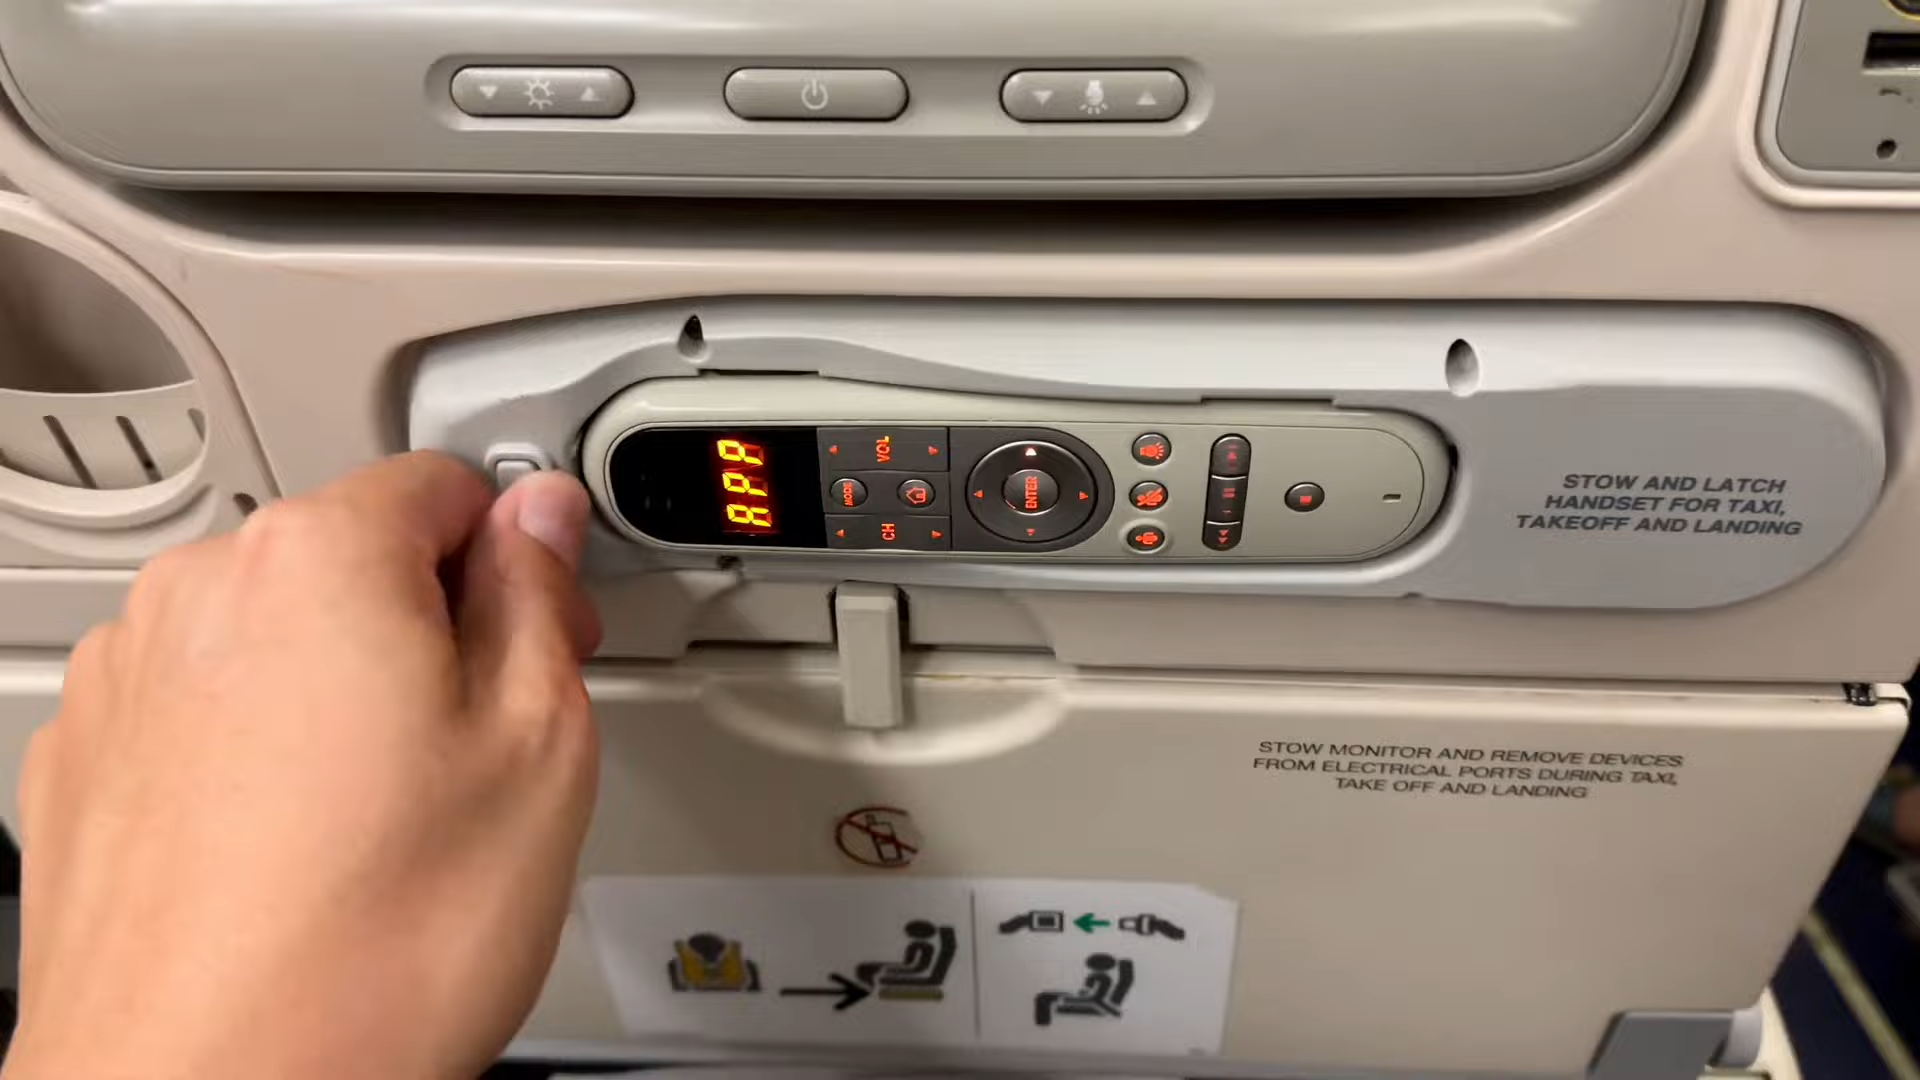 APP
VOL
MODE
CH
ENTER
STOW AND LATCH
HANDSET FOR TAXI,
TAKEOFF AND LANDING
STOW MONITOR AND REMOVE DEVICES
FROM ELECTRICAL PORTS DURING TAXI,
TAKE OFF AND LANDING